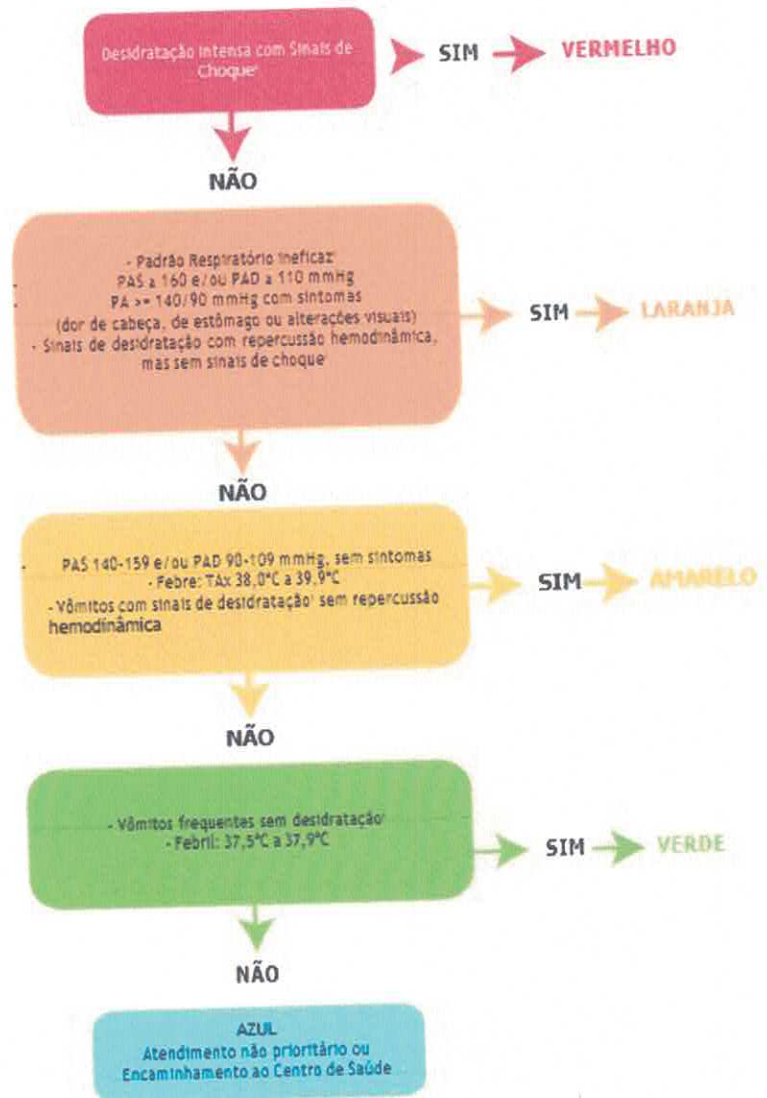 Desidratação Intensa com Sinais de
Choque'
SIM
VERMELHO
NÃO
- Padrão Respiratório Ineficaz'
PAS ≥ 160 e/ou PAD ≥ 110 mmHg
PA >= 140/90 mmHg com sintomas
(dor de cabeça, de estômago ou alterações visuais)
- Sinais de desidratação com repercussão hemodinâmica,
mas sem sinais de choque'
SIM
LARANJA
NÃO
PAS 140-159 e/ou PAD 90-109 mmHg, sem sintomas
- Febre: TAx 38,0°C a 39,9°C
- Vômitos com sinais de desidratação' sem repercussão
hemodinâmica
SIM
AMARELO
NÃO
- Vômitos frequentes sem desidratação'
- Febril: 37,5°C a 37,9°C
SIM
VERDE
NÃO
AZUL
Atendimento não prioritário ou
Encaminhamento ao Centro de Saúde